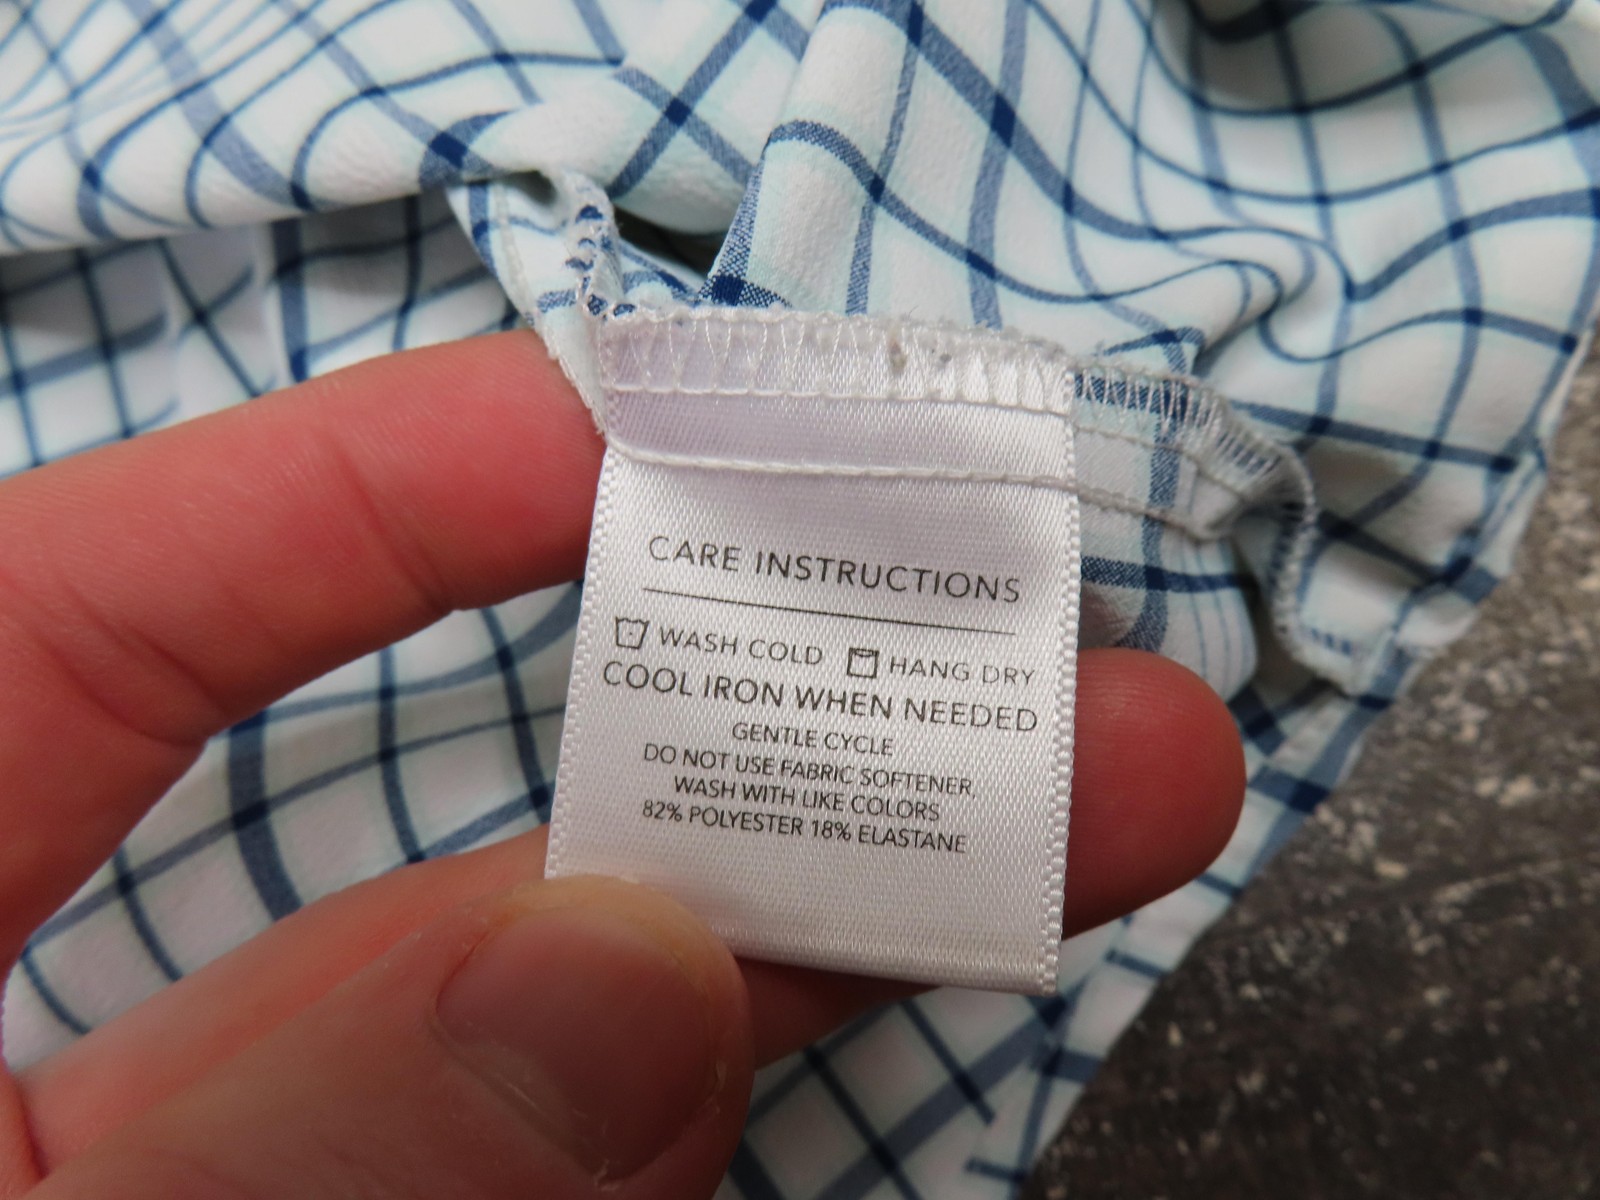 CARE INSTRUCTIONS
WASH COLD HANG DRY
COOL IRON WHEN NEEDED
GENTLE CYCLE
DO NOT USE FABRIC SOFTENER.
WASH WITH LIKE COLORS
82% POLYESTER 18% ELASTANE